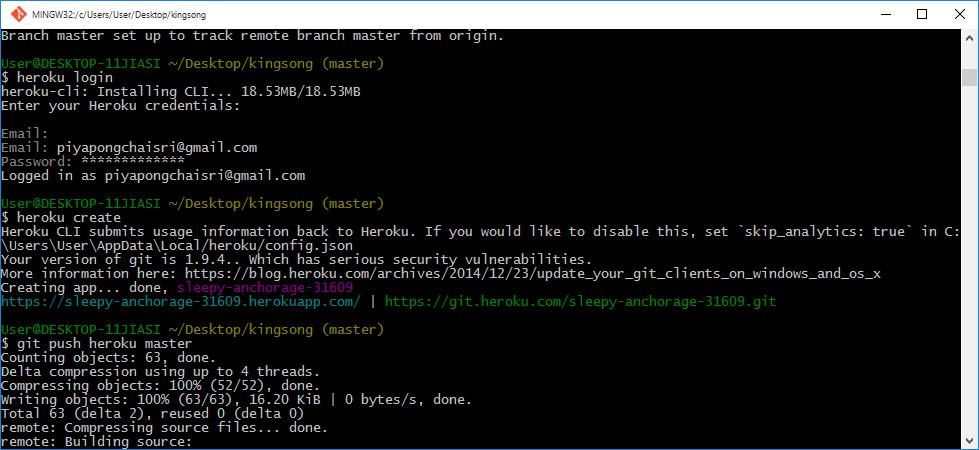 MINGW32:/c/Users/User/Desktop/kingsong
Branch master set up to track remote branch master from origin.
User@DESKTOP-11JIASI ~/Desktop/kingsong (master)
$ heroku login
heroku-cli: Installing CLI... 18.53MB/18.53MB
Enter your Heroku credentials:
Email:
Email: piyapongchaisri@gmail.com
Password: *************
Logged in as piyapongchaisri@gmail.com
User@DESKTOP-11JIASI ~/Desktop/kingsong (master)
$ heroku create
Heroku CLI submits usage information back to Heroku. If you would like to disable this, set `skip_analytics: true` in C:
\Users\User\AppData\Local/heroku/config.json
Your version of git is 1.9.4.. Which has serious security vulnerabilities.
More information here: https://blog.heroku.com/archives/2014/12/23/update_your_git_clients_on_windows_and_os_x
Creating app... done, sleepy-anchorage-31609
https://sleepy-anchorage-31609.herokuapp.com/ | https://git.heroku.com/sleepy-anchorage-31609.git
User@DESKTOP-11JIASI ~/Desktop/kingsong (master)
$ git push heroku master
Counting objects: 63, done.
Delta compression using up to 4 threads.
Compressing objects: 100% (52/52), done.
Writing objects: 100% (63/63), 16.20 KiB | 0 bytes/s, done.
Total 63 (delta 2), reused 0 (delta 0)
remote: Compressing source files... done.
remote: Building source: